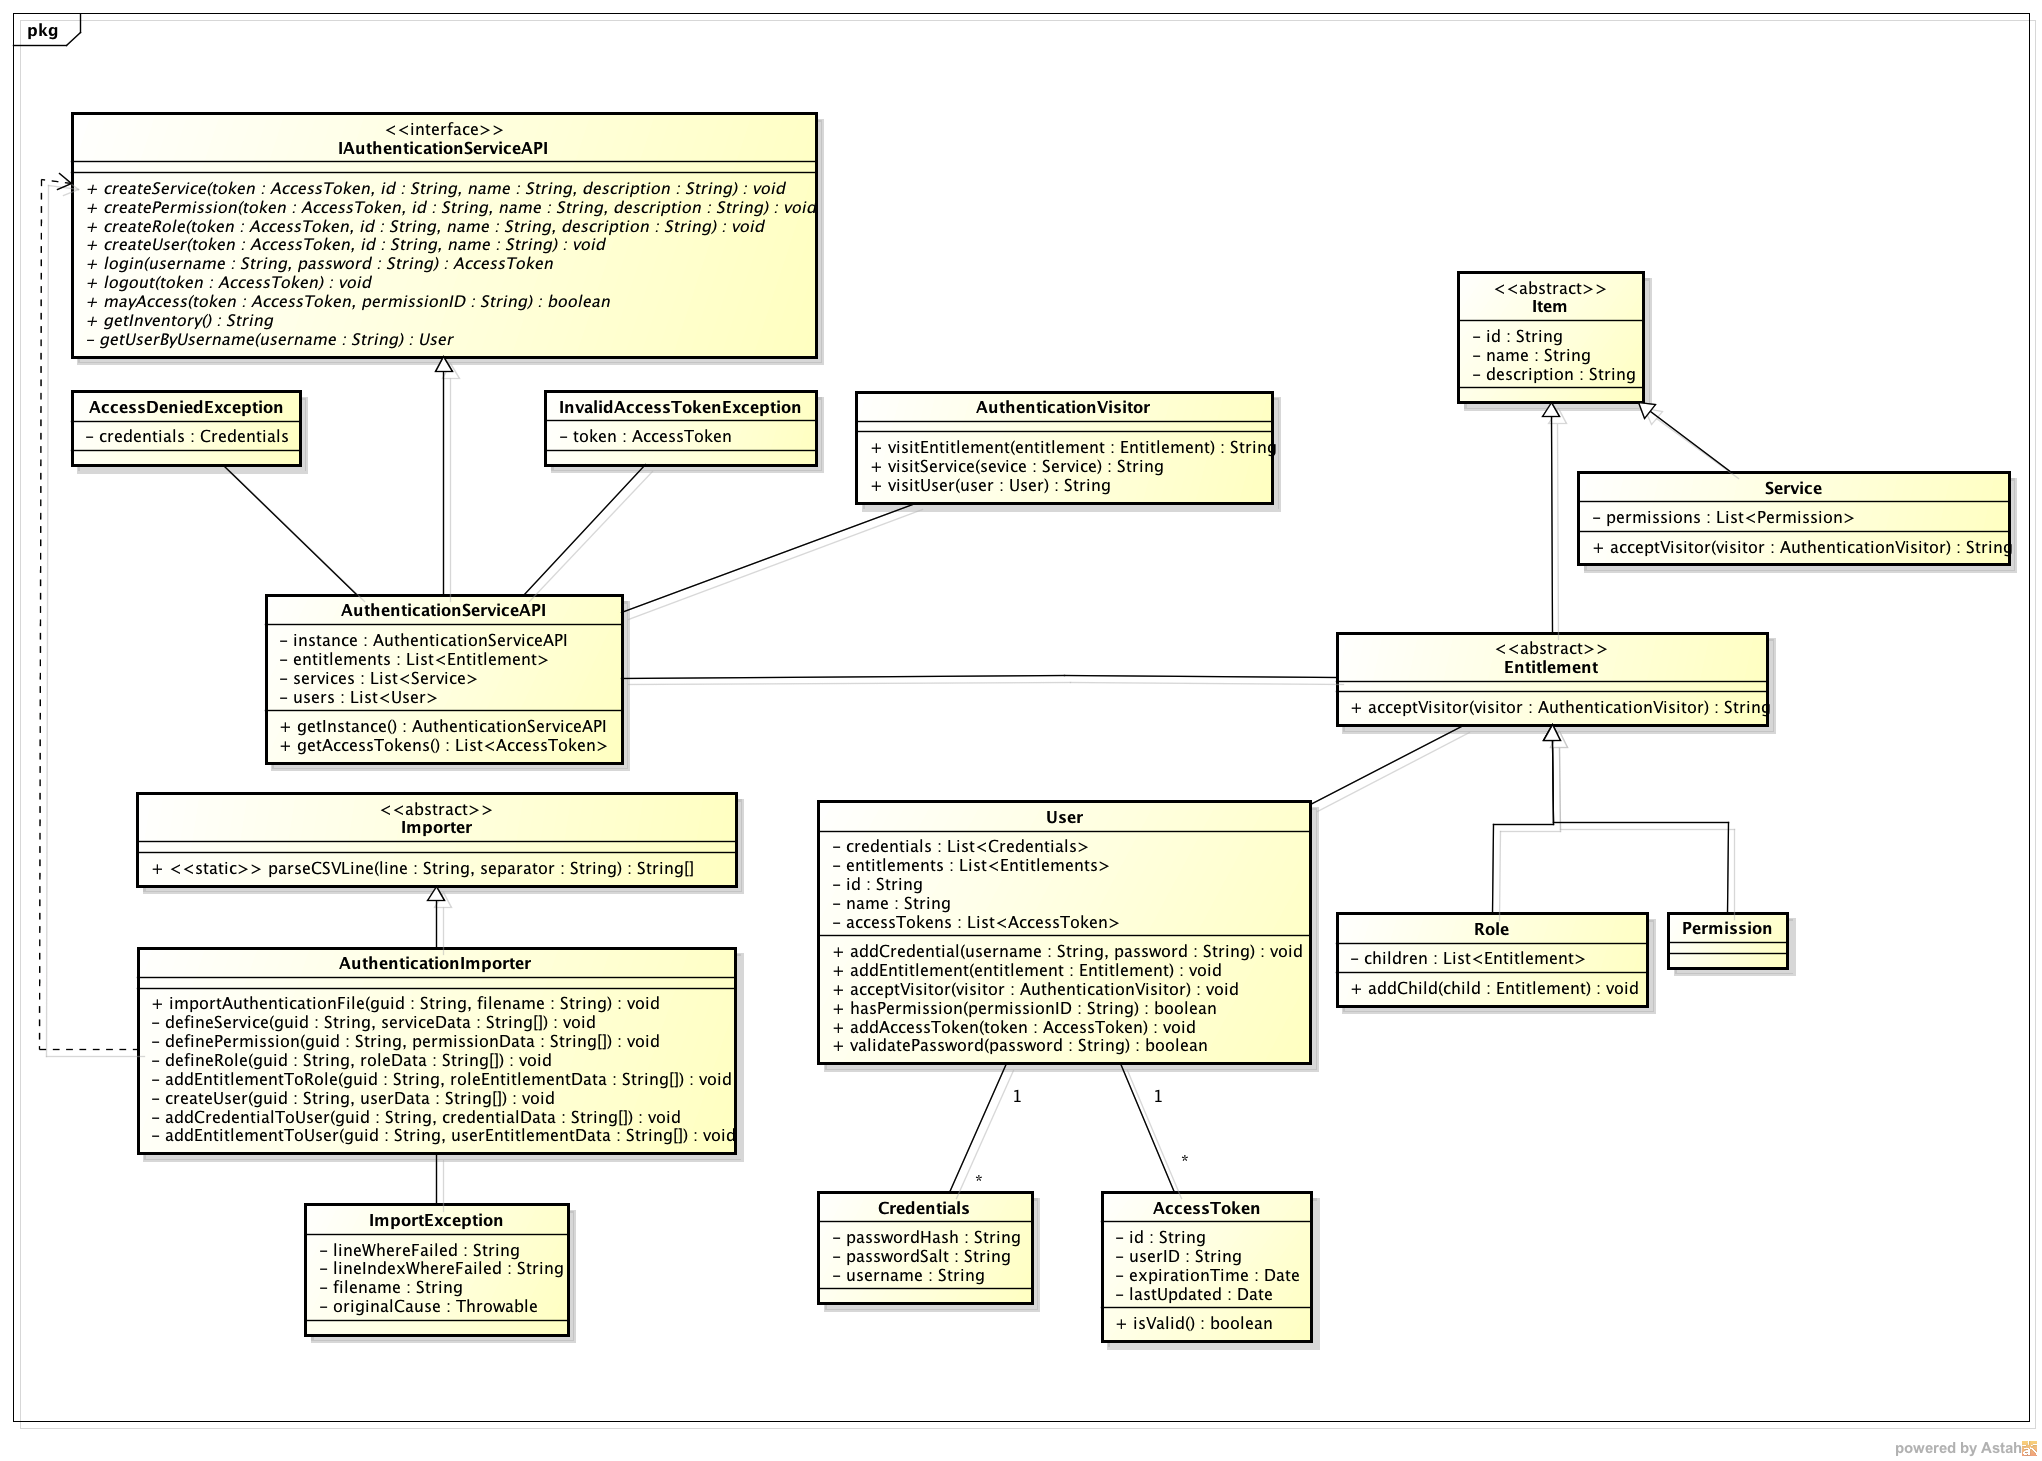 pkg
<<interface>>
IAuthenticationServiceAPI
+ createService(token : AccessToken, id : String, name : String, description : String) : void
+ createPermission(token : AccessToken, id : String, name : String, description : String) : void
+ createRole(token : AccessToken, id : String, name : String, description : String) : void
+ createUser(token : AccessToken, id : String, name : String) : void
+ login(username : String, password : String) : AccessToken
+ logout(token : AccessToken) : void
+ mayAccess(token : AccessToken, permissionID : String) : boolean
+ getInventory() : String
- getUserByUsername(username : String) : User
<<abstract>>
Item
- id : String
- name : String
- description : String
AccessDeniedException
- credentials : Credentials
InvalidAccessTokenException
- token : AccessToken
AuthenticationVisitor
+ visitEntitlement(entitlement : Entitlement) : String
+ visitService(sevice : Service) : String
+ visitUser(user : User) : String
Service
- permissions : List<Permission>
+ acceptVisitor(visitor : AuthenticationVisitor) : String
AuthenticationServiceAPI
- instance : AuthenticationServiceAPI
- entitlements : List<Entitlement>
- services : List<Service>
- users : List<User>
+ getInstance() : AuthenticationServiceAPI
+ getAccessTokens() : List<AccessToken>
<<abstract>>
Entitlement
+ acceptVisitor(visitor : AuthenticationVisitor) : String
<<abstract>>
Importer
+ <<static>> parseCSVLine(line : String, separator : String) : String[]
User
- credentials : List<Credentials>
- entitlements : List<Entitlements>
- id : String
- name : String
- accessTokens : List<AccessToken>
+ addCredential(username : String, password : String) : void
+ addEntitlement(entitlement : Entitlement) : void
+ acceptVisitor(visitor : AuthenticationVisitor) : void
+ hasPermission(permissionID : String) : boolean
+ addAccessToken(token : AccessToken) : void
+ validatePassword(password : String) : boolean
Role
- children : List<Entitlement>
+ addChild(child : Entitlement) : void
Permission
AuthenticationImporter
+ importAuthenticationFile(guid : String, filename : String) : void
- defineService(guid : String, serviceData : String[]) : void
- definePermission(guid : String, permissionData : String[]) : void
- defineRole(guid : String, roleData : String[]) : void
- addEntitlementToRole(guid : String, roleEntitlementData : String[]) : void
- createUser(guid : String, userData : String[]) : void
- addCredentialToUser(guid : String, credentialData : String[]) : void
- addEntitlementToUser(guid : String, userEntitlementData : String[]) : void
1
1
*
*
ImportException
- lineWhereFailed : String
- lineIndexWhereFailed : String
- filename : String
- originalCause : Throwable
Credentials
- passwordHash : String
- passwordSalt : String
- username : String
AccessToken
- id : String
- userID : String
- expirationTime : Date
- lastUpdated : Date
+ isValid() : boolean
powered by Astah